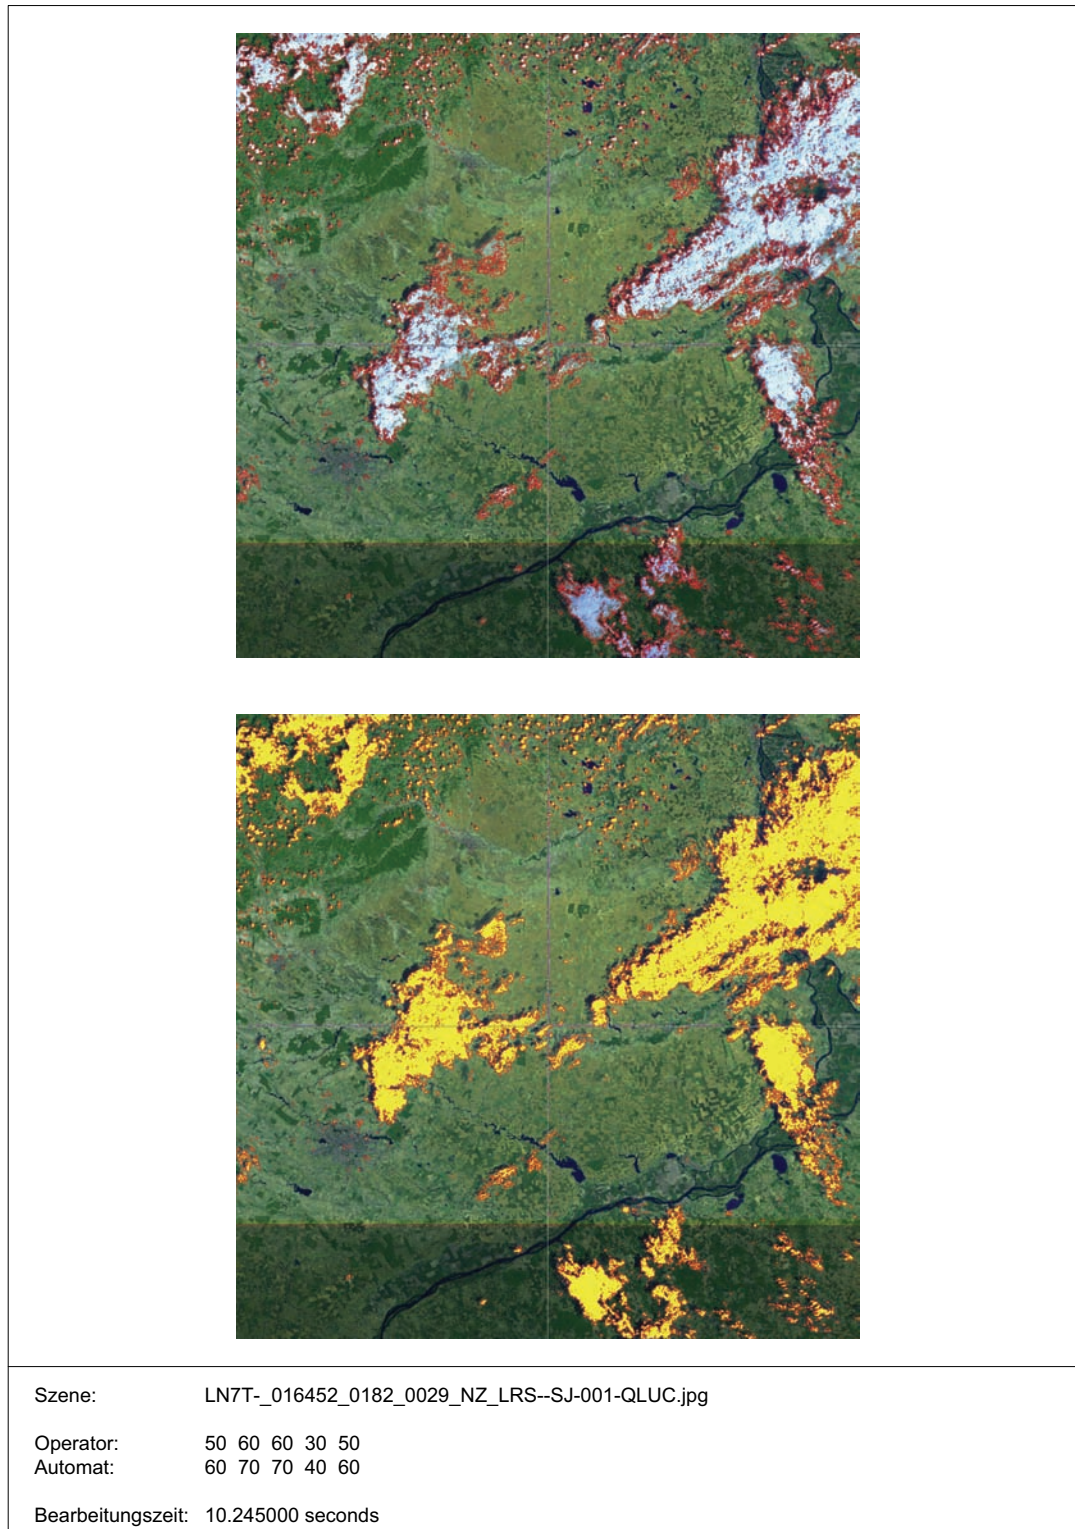 Szene: LN7T-_016452_0182_0029_NZ_LRS--SJ-001-QLUC.jpg
Operator: 50 60 60 30 50
Automat: 60 70 70 40 60
Bearbeitungszeit: 10.245000 seconds